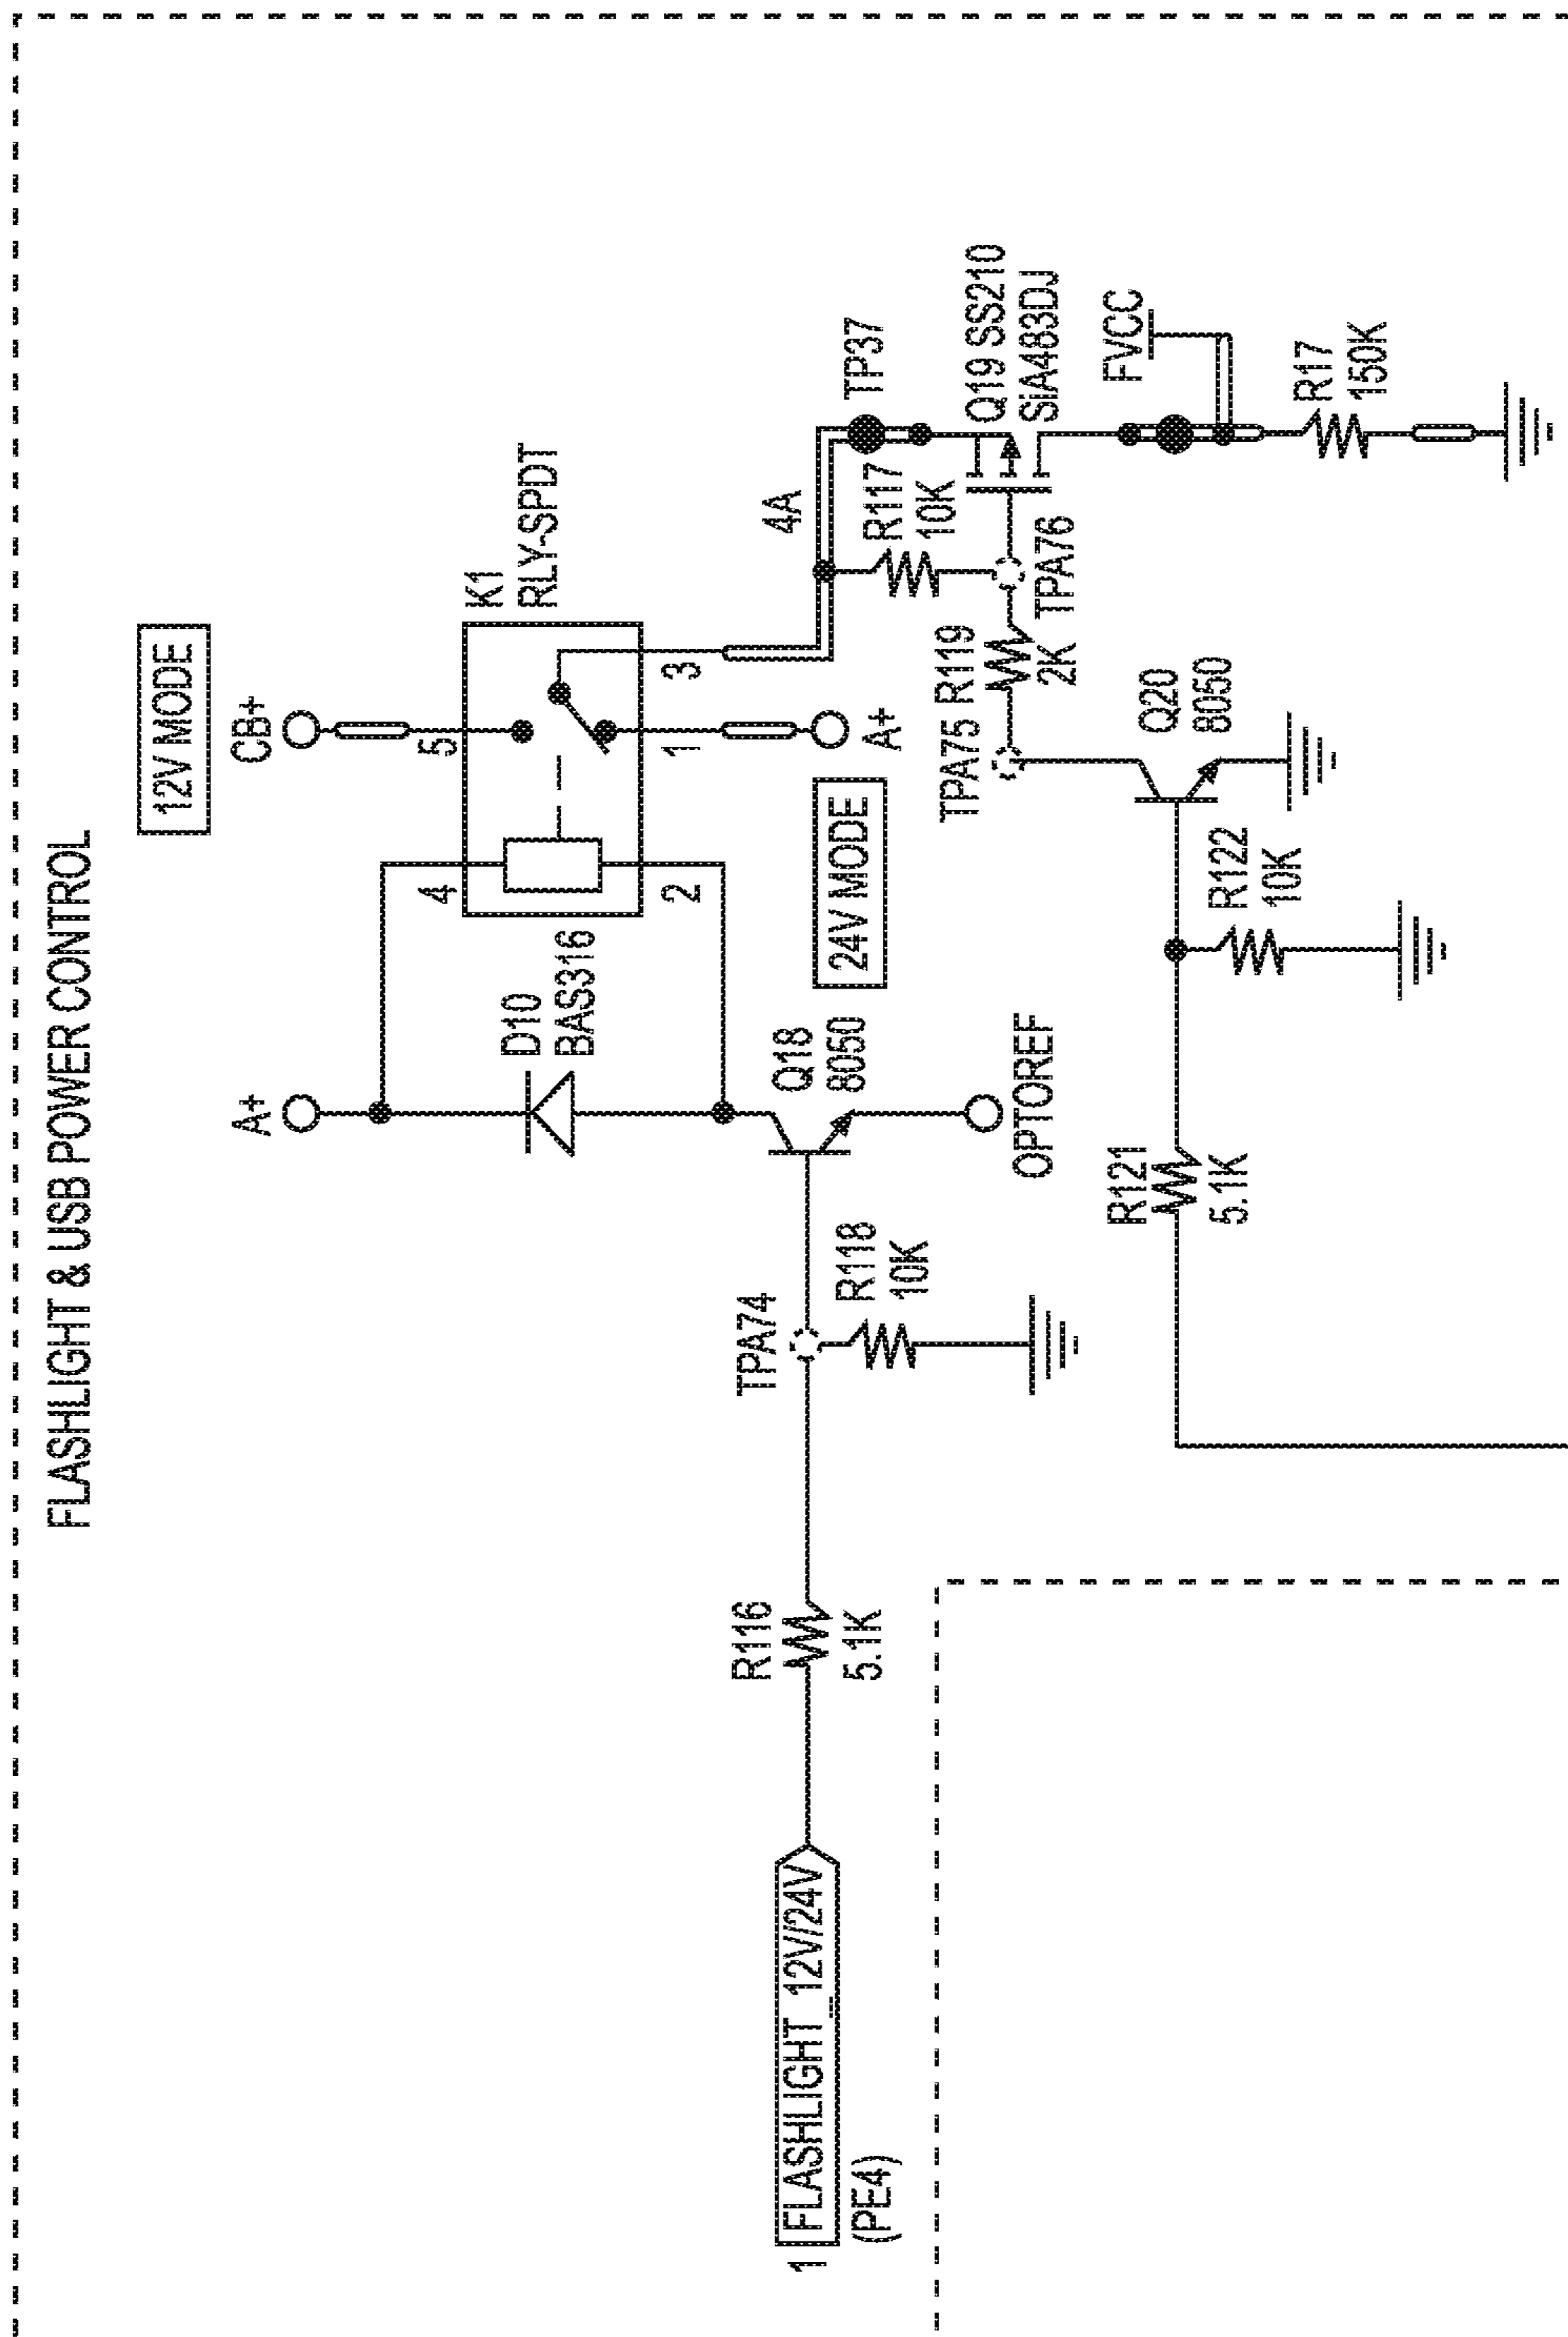 FLASHLIGHT & USB POWER CONTROL
12V MODE
A+
CB+
K1
RLY-SPDT
4
5
2
1
3
D10
BAS316
24V MODE
A+
4A
TP37
R117
10K
Q19 SS210
SiA483DJ
FVCC
R17
150K
TPA75
R119
2K
TPA76
Q20
8050
R122
10K
R121
5.1K
Q18
8050
OPTOREF
TPA74
R118
10K
R116
5.1K
1
FLASHLIGHT_12V/24V
(PE4)